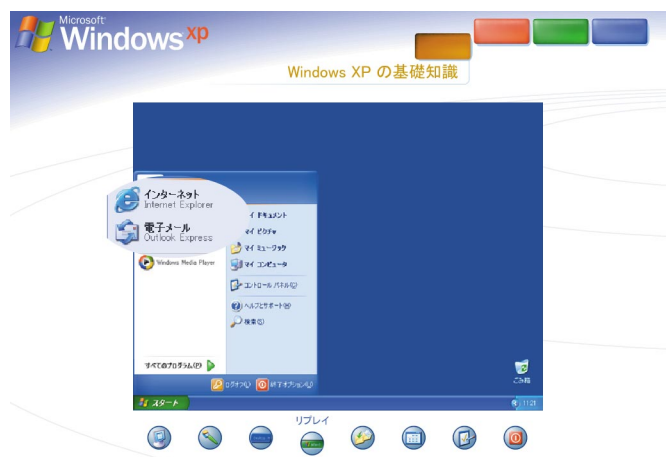 Microsoft
Windows xp
Windows XP の基礎知識
インターネット
Internet Explorer
電子メール
Outlook Express
Windows Media Player
すべてのプログラム(P)
イ ドキュメント
マイ ピクチャ
マイ ミュージック
マイ コンピュータ
コントロール パネル(C)
ヘルプとサポート(H)
検索(S)
ログオフ(L)
終了オプション(U)
ごみ箱
スタート
11:21
リプレイ